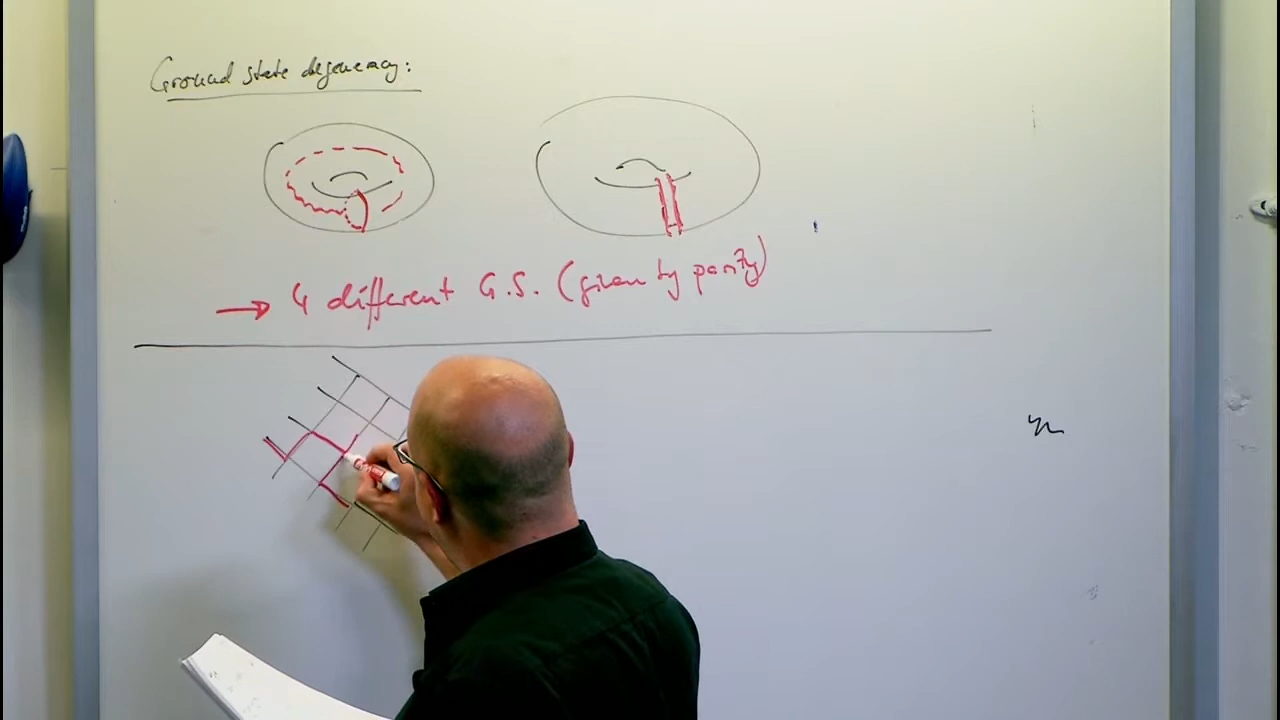 Ground state degeneracy:
→ 4 different G.S. (given by parity)